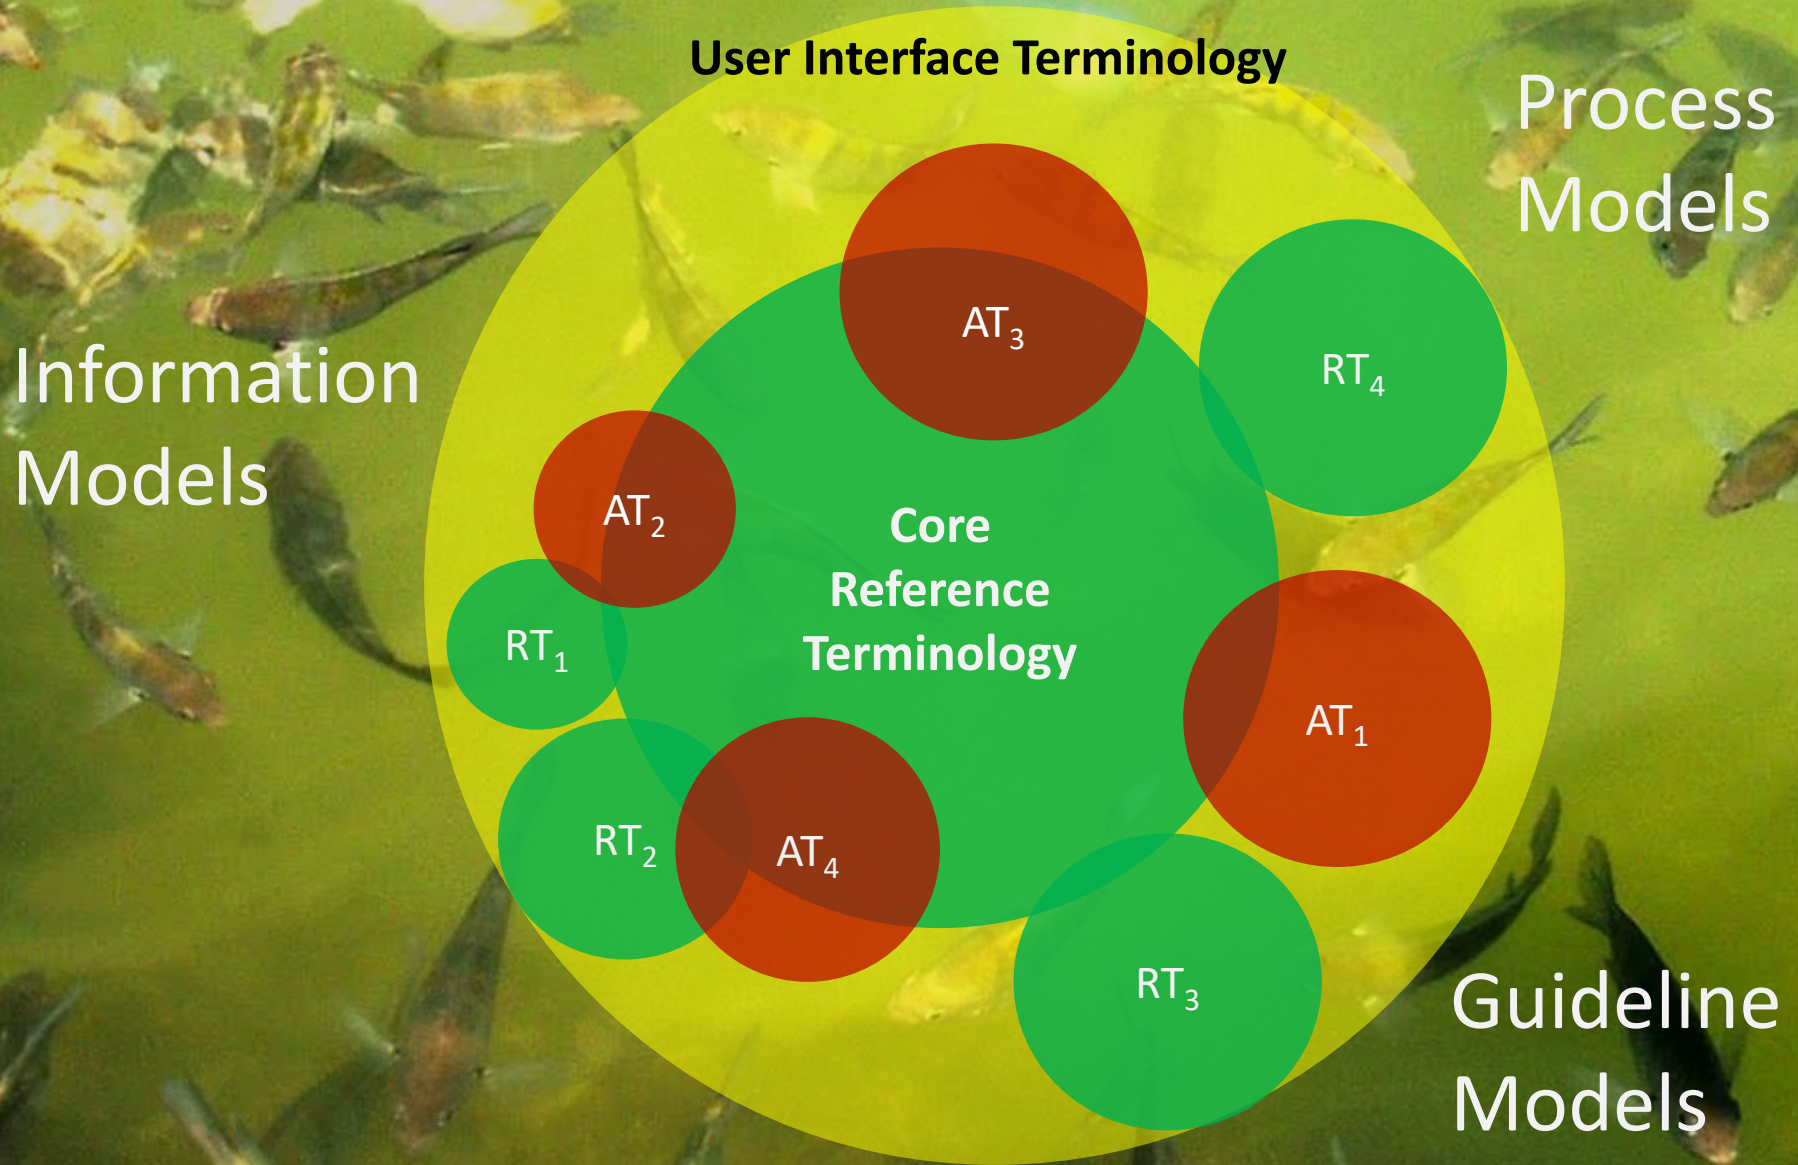 User Interface Terminology
Process
Models
Information
Models
AT₃
RT₄
AT₂
Core
Reference
Terminology
RT₁
AT₁
RT₂
AT₄
RT₃
Guideline
Models